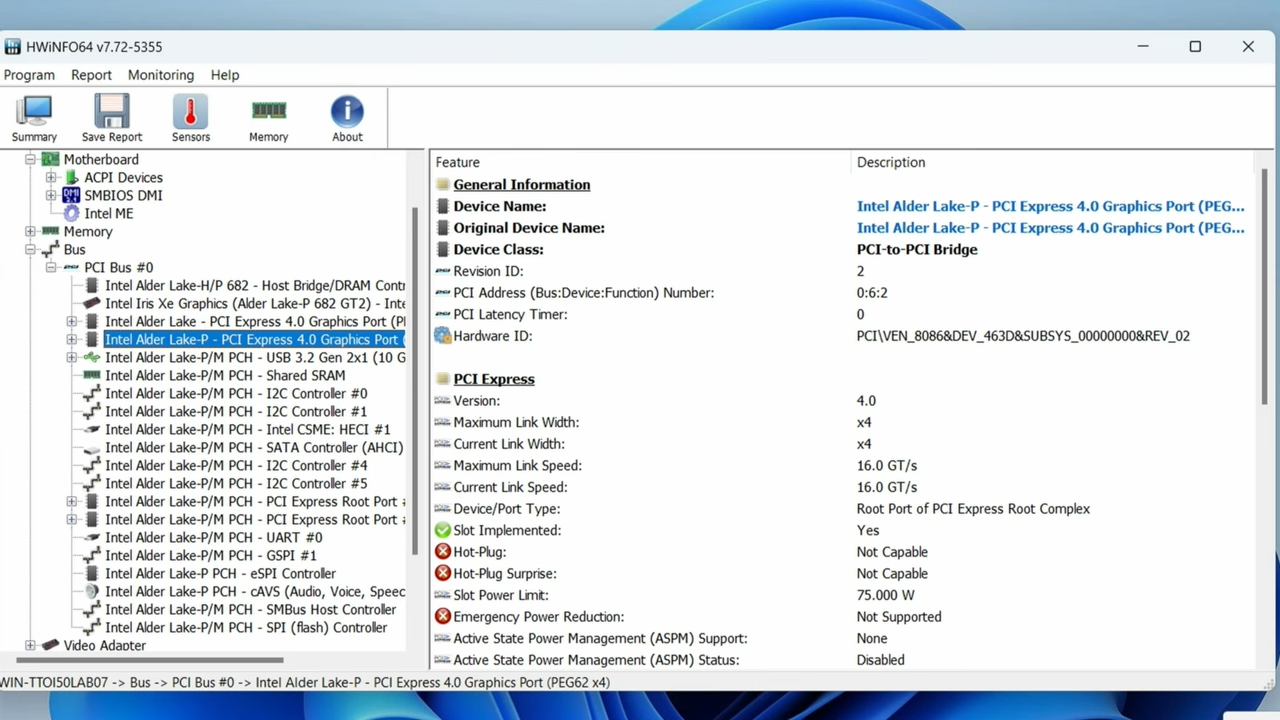 HWiNFO64 v7.72-5355
Program Report Monitoring Help
Summary Save Report Sensors Memory About
Motherboard
ACPI Devices
SMBIOS DMI
Intel ME
Memory
Bus
PCI Bus #0
Intel Alder Lake-H/P 682 - Host Bridge/DRAM Contr
Intel Iris Xe Graphics (Alder Lake-P 682 GT2) - Inte
Intel Alder Lake - PCI Express 4.0 Graphics Port (P
Intel Alder Lake-P - PCI Express 4.0 Graphics Port (
Intel Alder Lake-P/M PCH - USB 3.2 Gen 2x1 (10 G
Intel Alder Lake-P/M PCH - Shared SRAM
Intel Alder Lake-P/M PCH - I2C Controller #0
Intel Alder Lake-P/M PCH - I2C Controller #1
Intel Alder Lake-P/M PCH - Intel CSME: HECI #1
Intel Alder Lake-P/M PCH - SATA Controller (AHCI)
Intel Alder Lake-P/M PCH - I2C Controller #4
Intel Alder Lake-P/M PCH - I2C Controller #5
Intel Alder Lake-P/M PCH - PCI Express Root Port #
Intel Alder Lake-P/M PCH - PCI Express Root Port #
Intel Alder Lake-P/M PCH - UART #0
Intel Alder Lake-P/M PCH - GSPI #1
Intel Alder Lake-P PCH - eSPI Controller
Intel Alder Lake-P PCH - cAVS (Audio, Voice, Speec
Intel Alder Lake-P/M PCH - SMBus Host Controller
Intel Alder Lake-P/M PCH - SPI (flash) Controller
Video Adapter
Feature Description
General Information
Device Name: Intel Alder Lake-P - PCI Express 4.0 Graphics Port (PEG...
Original Device Name: Intel Alder Lake-P - PCI Express 4.0 Graphics Port (PEG...
Device Class: PCI-to-PCI Bridge
Revision ID: 2
PCI Address (Bus:Device:Function) Number: 0:6:2
PCI Latency Timer: 0
Hardware ID: PCI\VEN_8086&DEV_463D&SUBSYS_00000000&REV_02
PCI Express
Version: 4.0
Maximum Link Width: x4
Current Link Width: x4
Maximum Link Speed: 16.0 GT/s
Current Link Speed: 16.0 GT/s
Device/Port Type: Root Port of PCI Express Root Complex
Slot Implemented: Yes
Hot-Plug: Not Capable
Hot-Plug Surprise: Not Capable
Slot Power Limit: 75.000 W
Emergency Power Reduction: Not Supported
Active State Power Management (ASPM) Support: None
Active State Power Management (ASPM) Status: Disabled
WIN-TTOI50LAB07 -> Bus -> PCI Bus #0 -> Intel Alder Lake-P - PCI Express 4.0 Graphics Port (PEG62 x4)